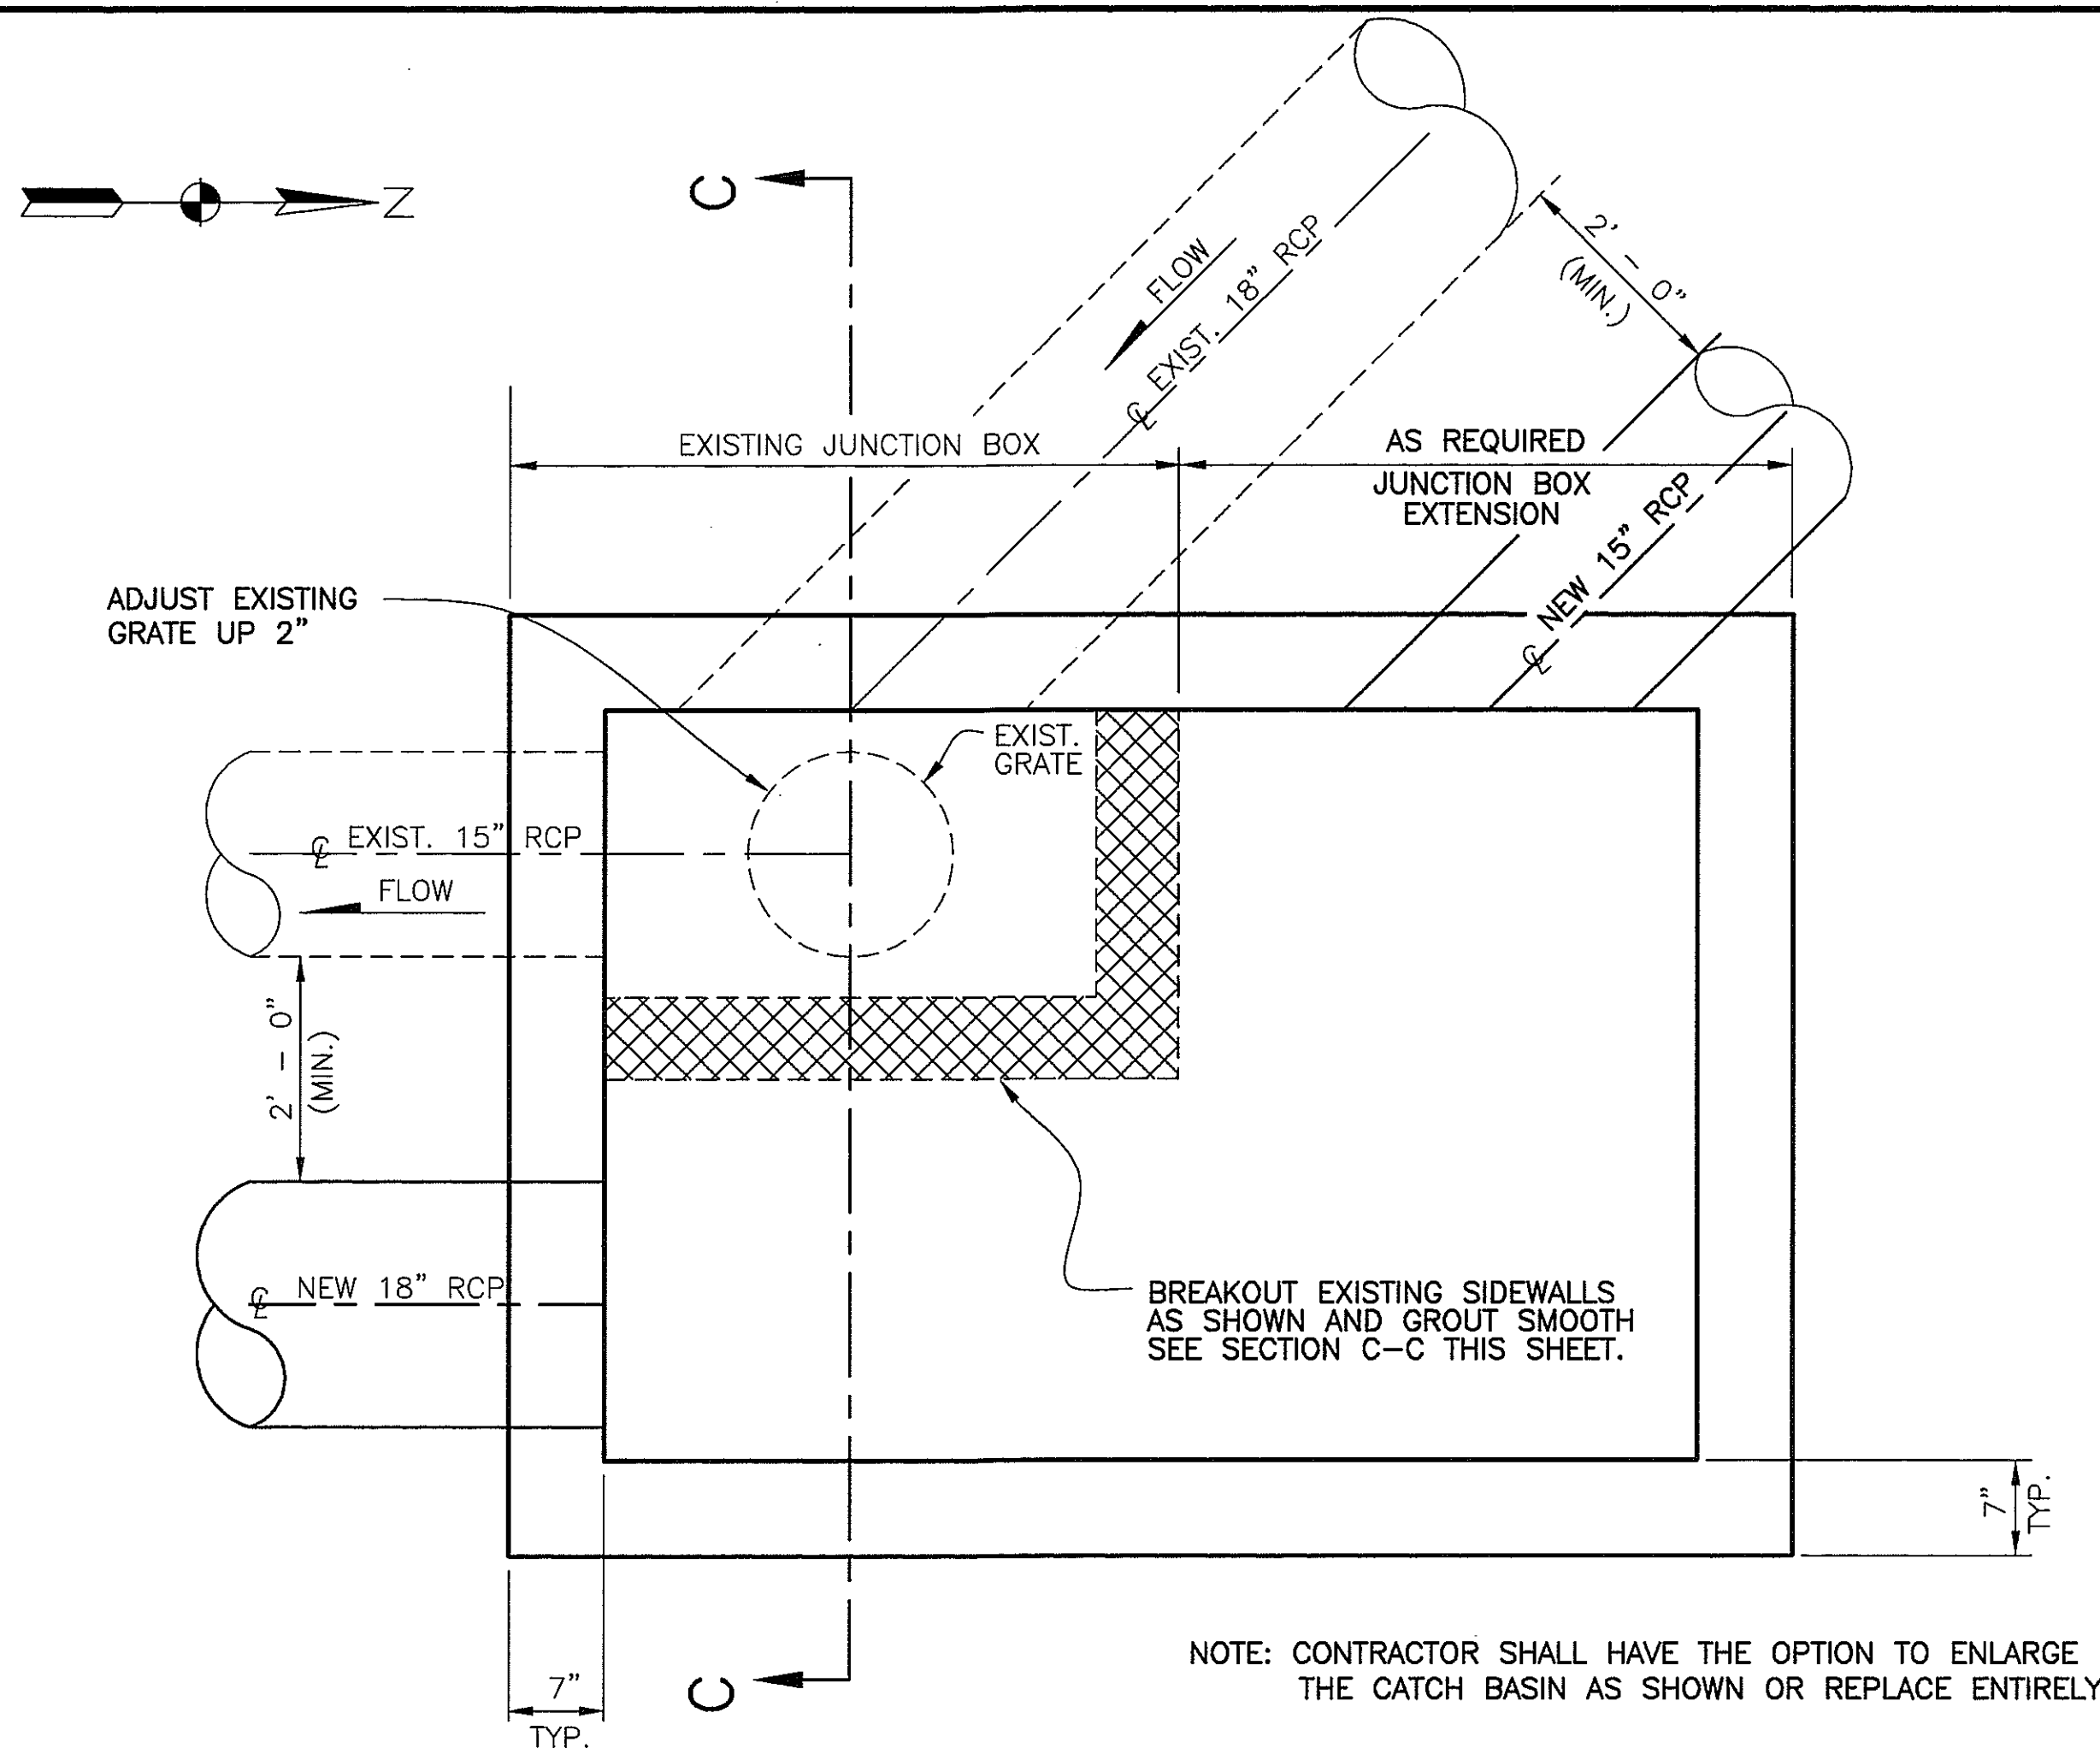 N
C
FLOW
℄ EXIST. 18" RCP
2' - 0"
(MIN.)
EXISTING JUNCTION BOX
AS REQUIRED
JUNCTION BOX
EXTENSION
℄ NEW 15" RCP
ADJUST EXISTING
GRATE UP 2"
EXIST.
GRATE
℄ EXIST. 15" RCP
FLOW
2' - 0"
(MIN.)
℄ NEW 18" RCP
BREAKOUT EXISTING SIDEWALLS
AS SHOWN AND GROUT SMOOTH
SEE SECTION C-C THIS SHEET.
7"
TYP.
C
7"
TYP.
NOTE: CONTRACTOR SHALL HAVE THE OPTION TO ENLARGE
THE CATCH BASIN AS SHOWN OR REPLACE ENTIRELY